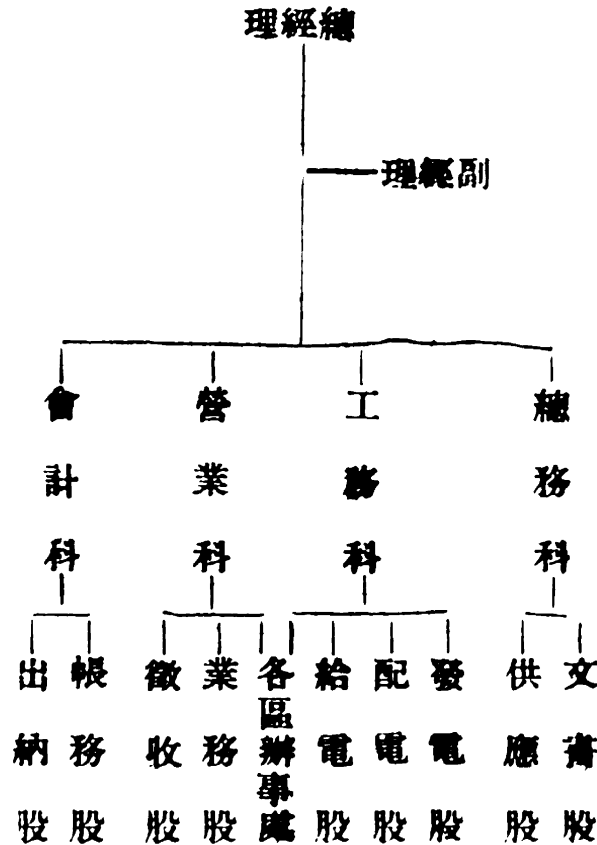 總經理
副經理
總務科
工務科
營業科
會計科
文書股
供應股
發電股
配電股
給電股
各區辦事處
業務股
徵收股
帳務股
出納股